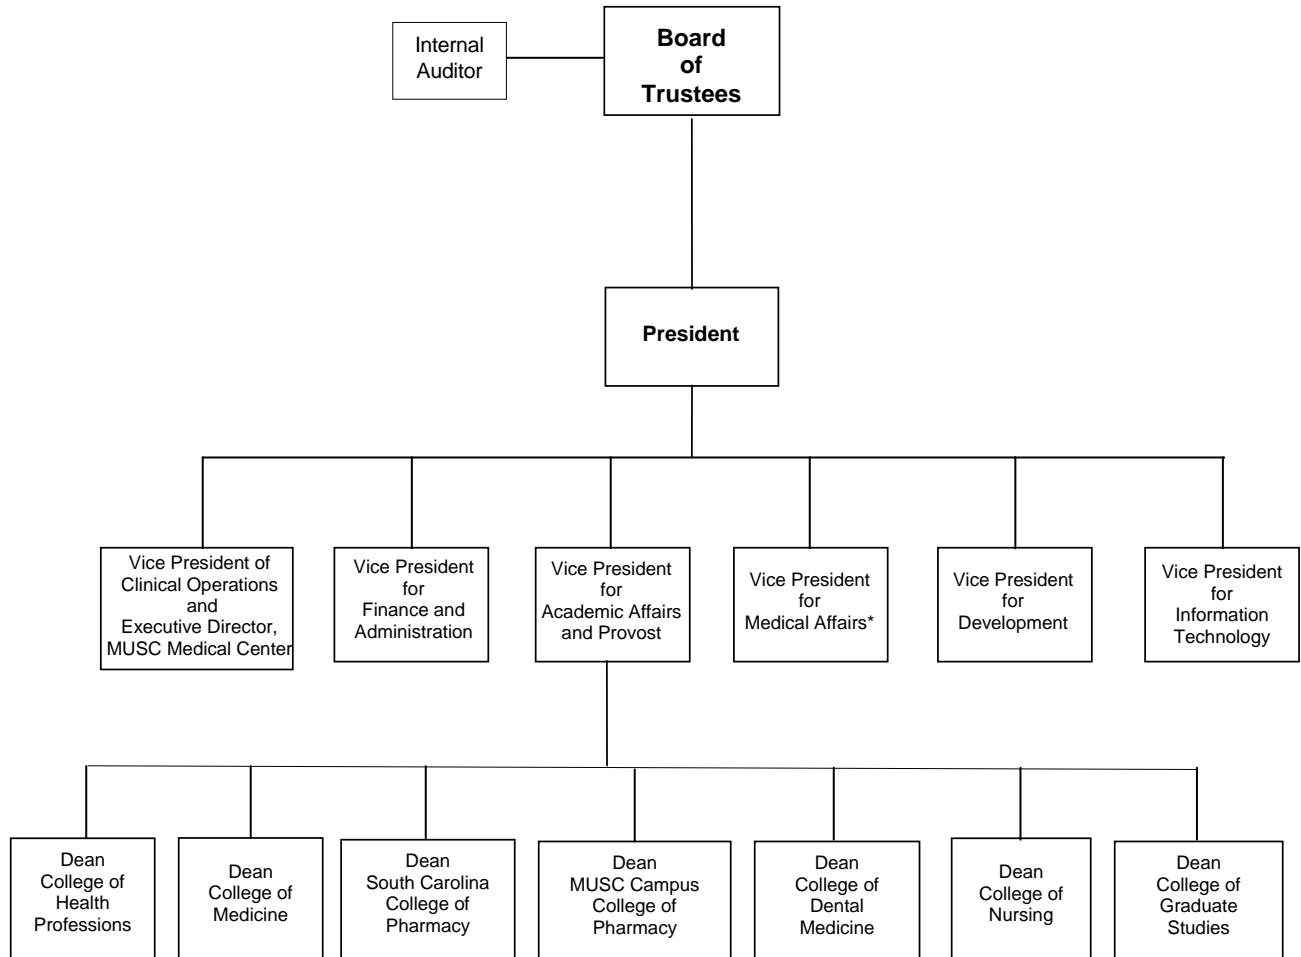 Internal
Auditor
Board
of
Trustees
President
Vice President of
Clinical Operations
and
Executive Director,
MUSC Medical Center
Vice President
for
Finance and
Administration
Vice President
for
Academic Affairs
and Provost
Vice President
for
Medical Affairs*
Vice President
for
Development
Vice President
for
Information
Technology
Dean
College of
Health
Professions
Dean
College of
Medicine
Dean
South Carolina
College of
Pharmacy
Dean
MUSC Campus
College of
Pharmacy
Dean
College of
Dental
Medicine
Dean
College of
Nursing
Dean
College of
Graduate
Studies